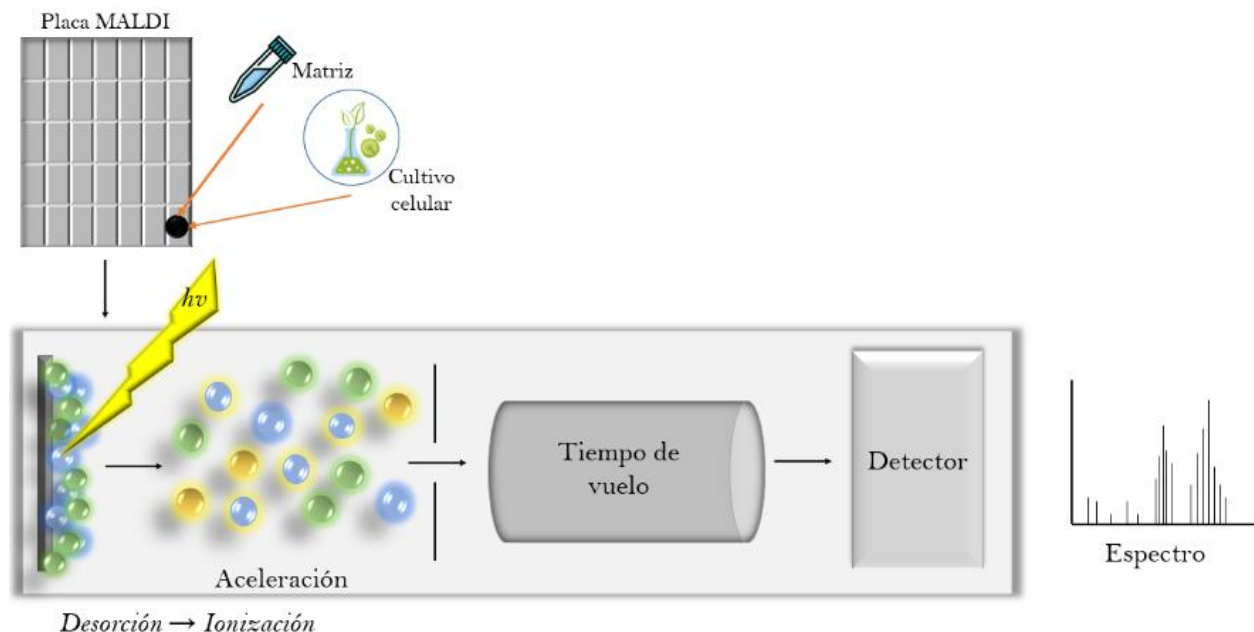 Placa MALDI
Matriz
Cultivo
celular
hv
Tiempo de
vuelo
Detector
Aceleración
Espectro
Desorción → Ionización